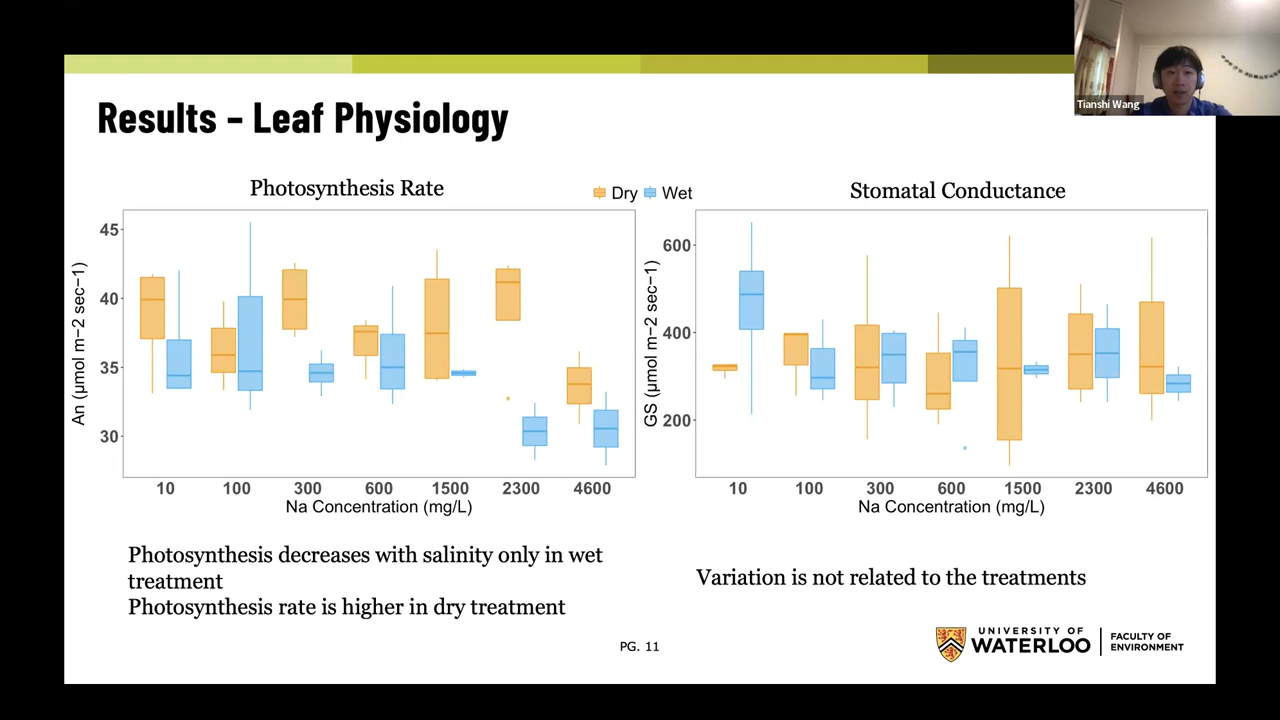 Tianshi Wang
Results – Leaf Physiology
Photosynthesis Rate
Dry Wet
Stomatal Conductance
An (μmol m−2 sec−1)
45
40
35
30
10 100 300 600 1500 2300 4600
Na Concentration (mg/L)
GS (μmol m−2 sec−1)
600
400
200
10 100 300 600 1500 2300 4600
Na Concentration (mg/L)
Photosynthesis decreases with salinity only in wet
treatment
Photosynthesis rate is higher in dry treatment
Variation is not related to the treatments
PG. 11
UNIVERSITY OF
WATERLOO
FACULTY OF
ENVIRONMENT